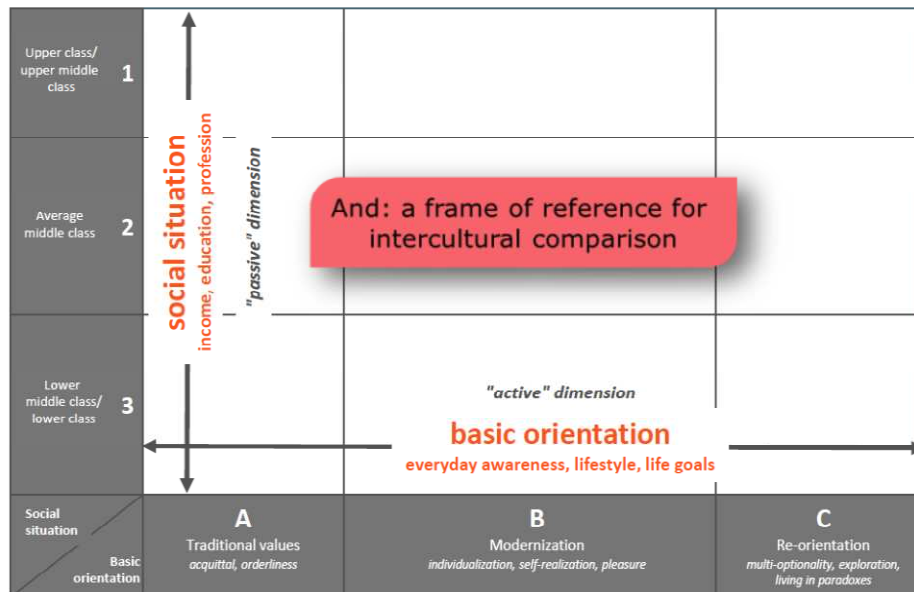 Upper class/
upper middle
class
1
Average
middle class
2
Lower
middle class/
lower class
3
social situation
income, education, profession
"passive" dimension
And: a frame of reference for
intercultural comparison
"active" dimension
basic orientation
everyday awareness, lifestyle, life goals
Social
situation
Basic
orientation
A
Traditional values
acquittal, orderliness
B
Modernization
individualization, self-realization, pleasure
C
Re-orientation
multi-optionality, exploration,
living in paradoxes